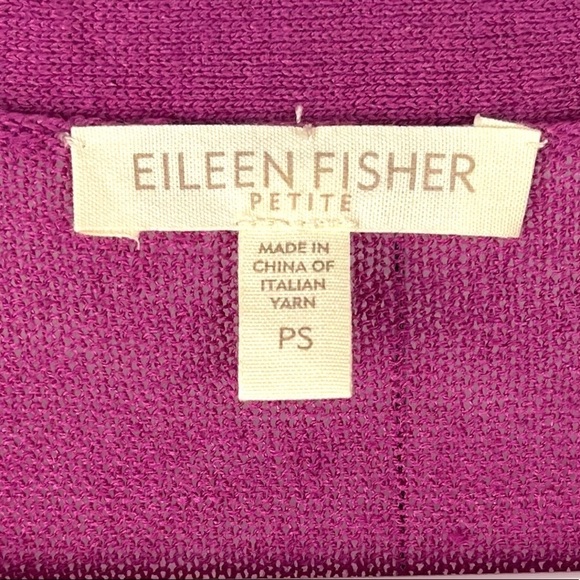 EILEEN FISHER
PETITE
MADE IN
CHINA OF
ITALIAN
YARN
PS